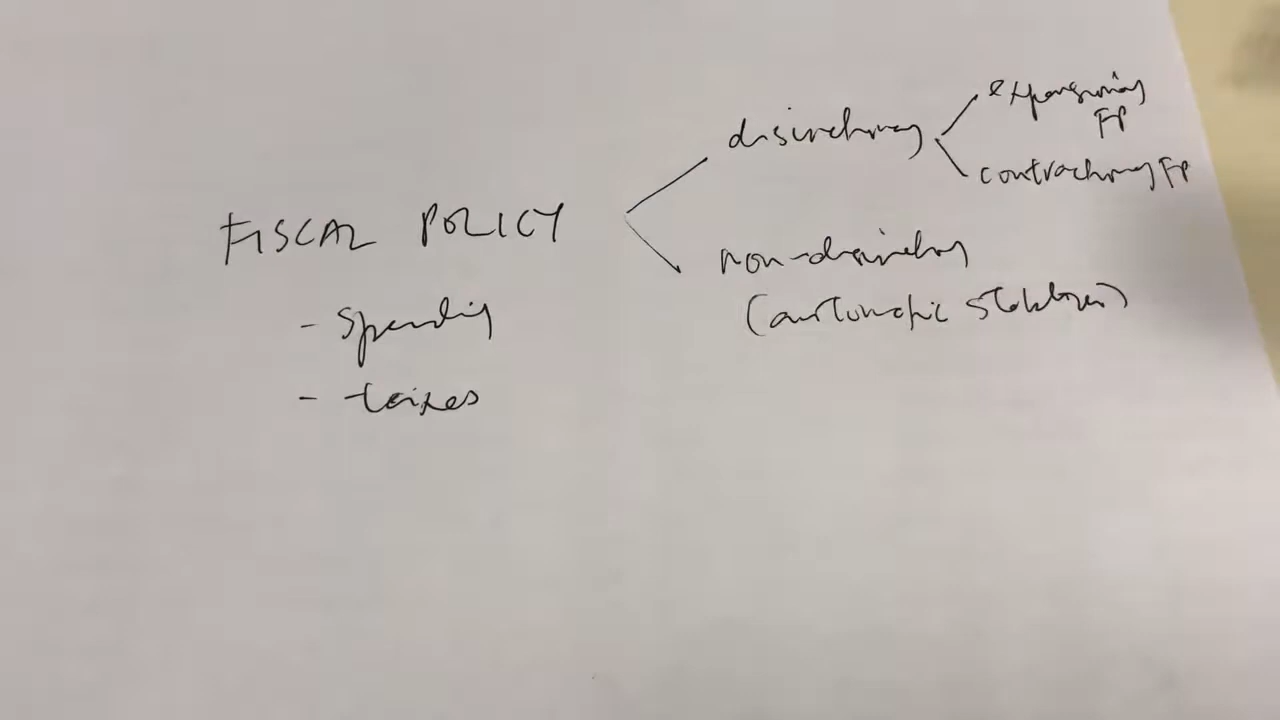 FISCAL POLICY
- spending
- taxes
discretionary
expansionary
FP
contractionary FP
non-discretionary
(automatic stabilizers)